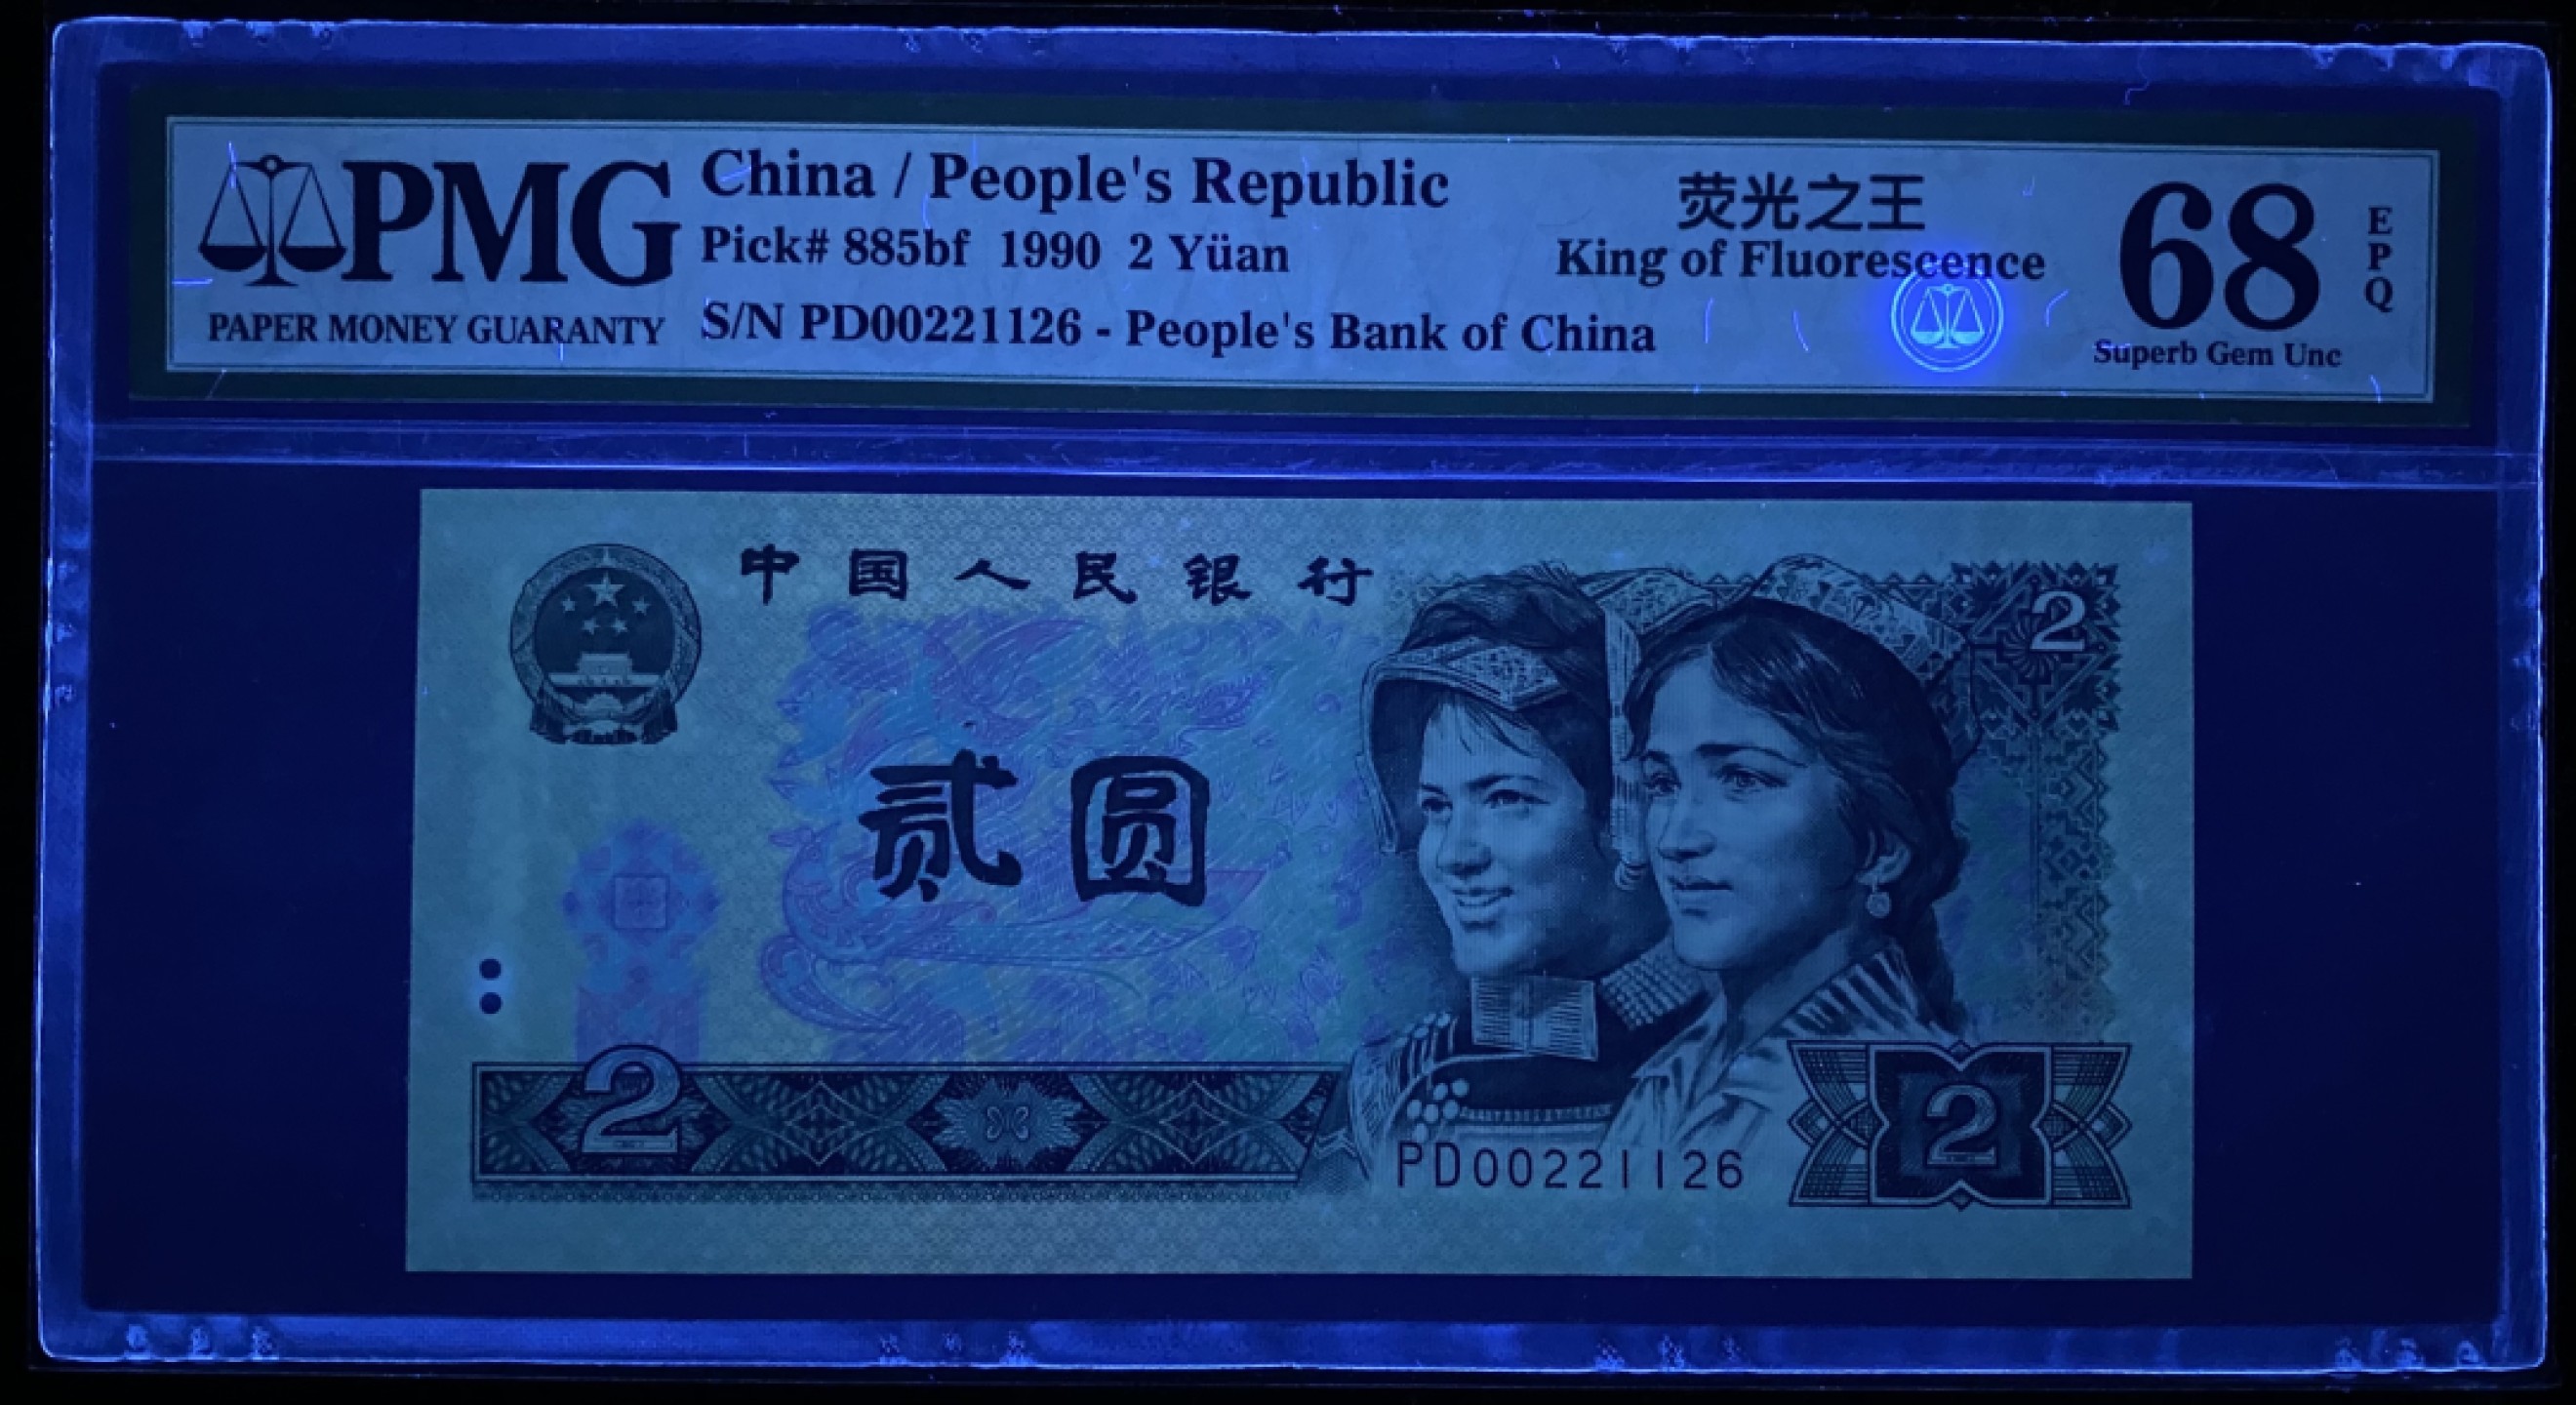 PMG
PAPER MONEY GUARANTY
China / People's Republic
Pick# 885bf 1990 2 Yüan
S/N PD00221126 - People's Bank of China
荧光之王
King of Fluorescence
68
EPQ
Superb Gem Unc
中国人民银行
2
贰圆
2
PD00221126
2